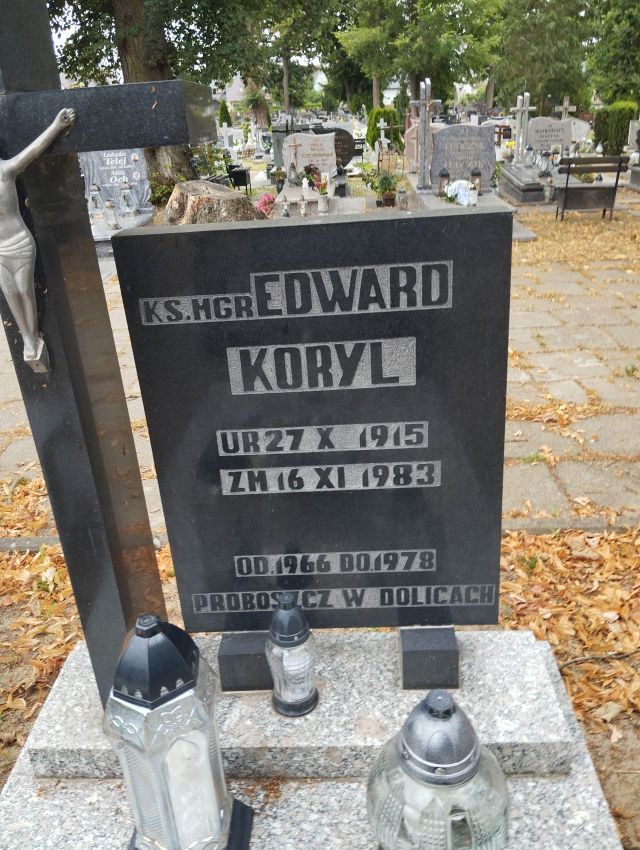 KS.MGR EDWARD
KORYL
UR 27 X 1915
ZM 16 XI 1983
OD.1966 DO.1978
PROBOSZCZ W DOLICACH